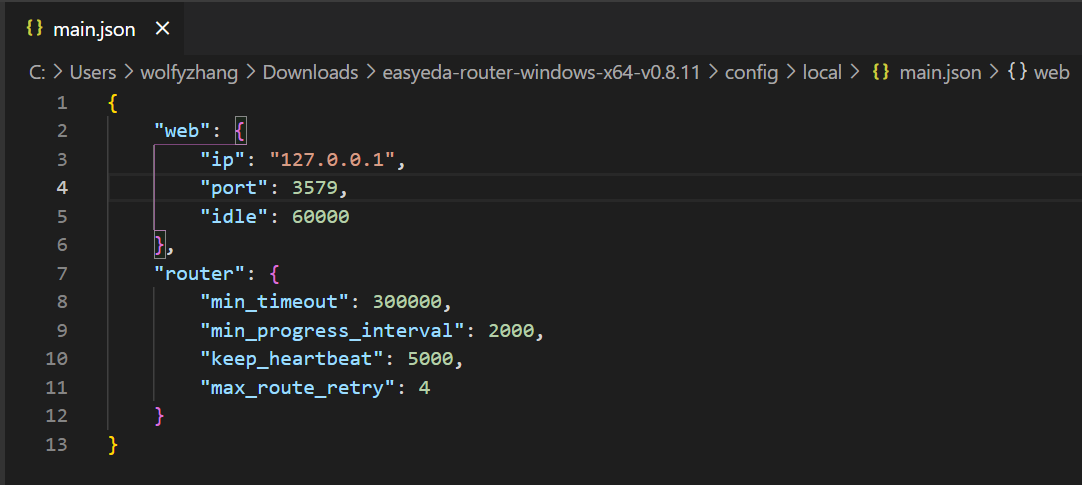 {} main.json ×
C: > Users > wolfyzhang > Downloads > easyeda-router-windows-x64-v0.8.11 > config > local > {} main.json > {} web
1 {
2 "web": {
3 "ip": "127.0.0.1",
4 "port": 3579,
5 "idle": 60000
6 },
7 "router": {
8 "min_timeout": 300000,
9 "min_progress_interval": 2000,
10 "keep_heartbeat": 5000,
11 "max_route_retry": 4
12 }
13 }